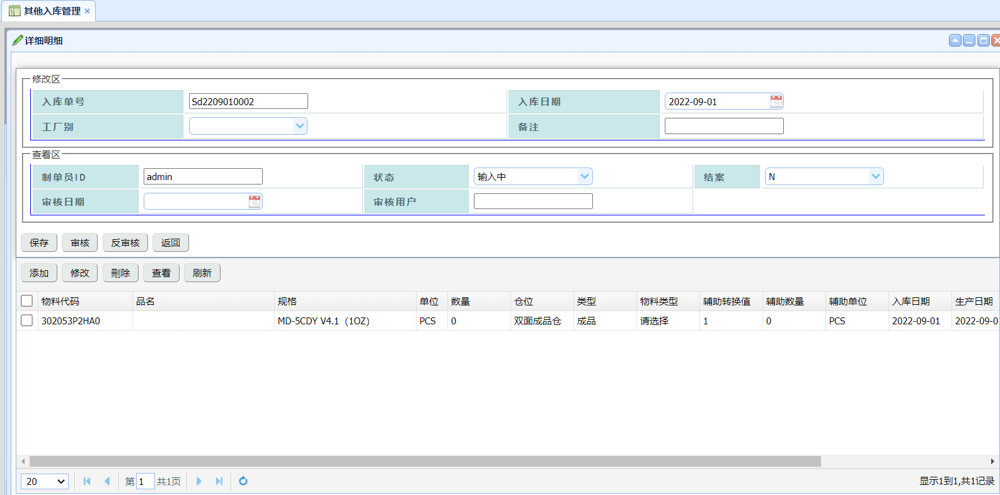 其他入库管理
详细明细
修改区
入库单号 Sd2209010002 入库日期 2022-09-01
工厂别 备注
查看区
制单员ID admin 状态 输入中 结案 N
审核日期 审核用户
保存 审核 反审核 返回
添加 修改 刪除 查看 刷新
物料代码 品名 规格 单位 数量 仓位 类型 物料类型 辅助转换值 辅助数量 辅助单位 入库日期 生产日期
302053P2HA0 MD-5CDY V4.1（1OZ） PCS 0 双面成品仓 成品 请选择 1 0 PCS 2022-09-01 2022-09-0
20 第 1 共1页 显示1到1,共1记录